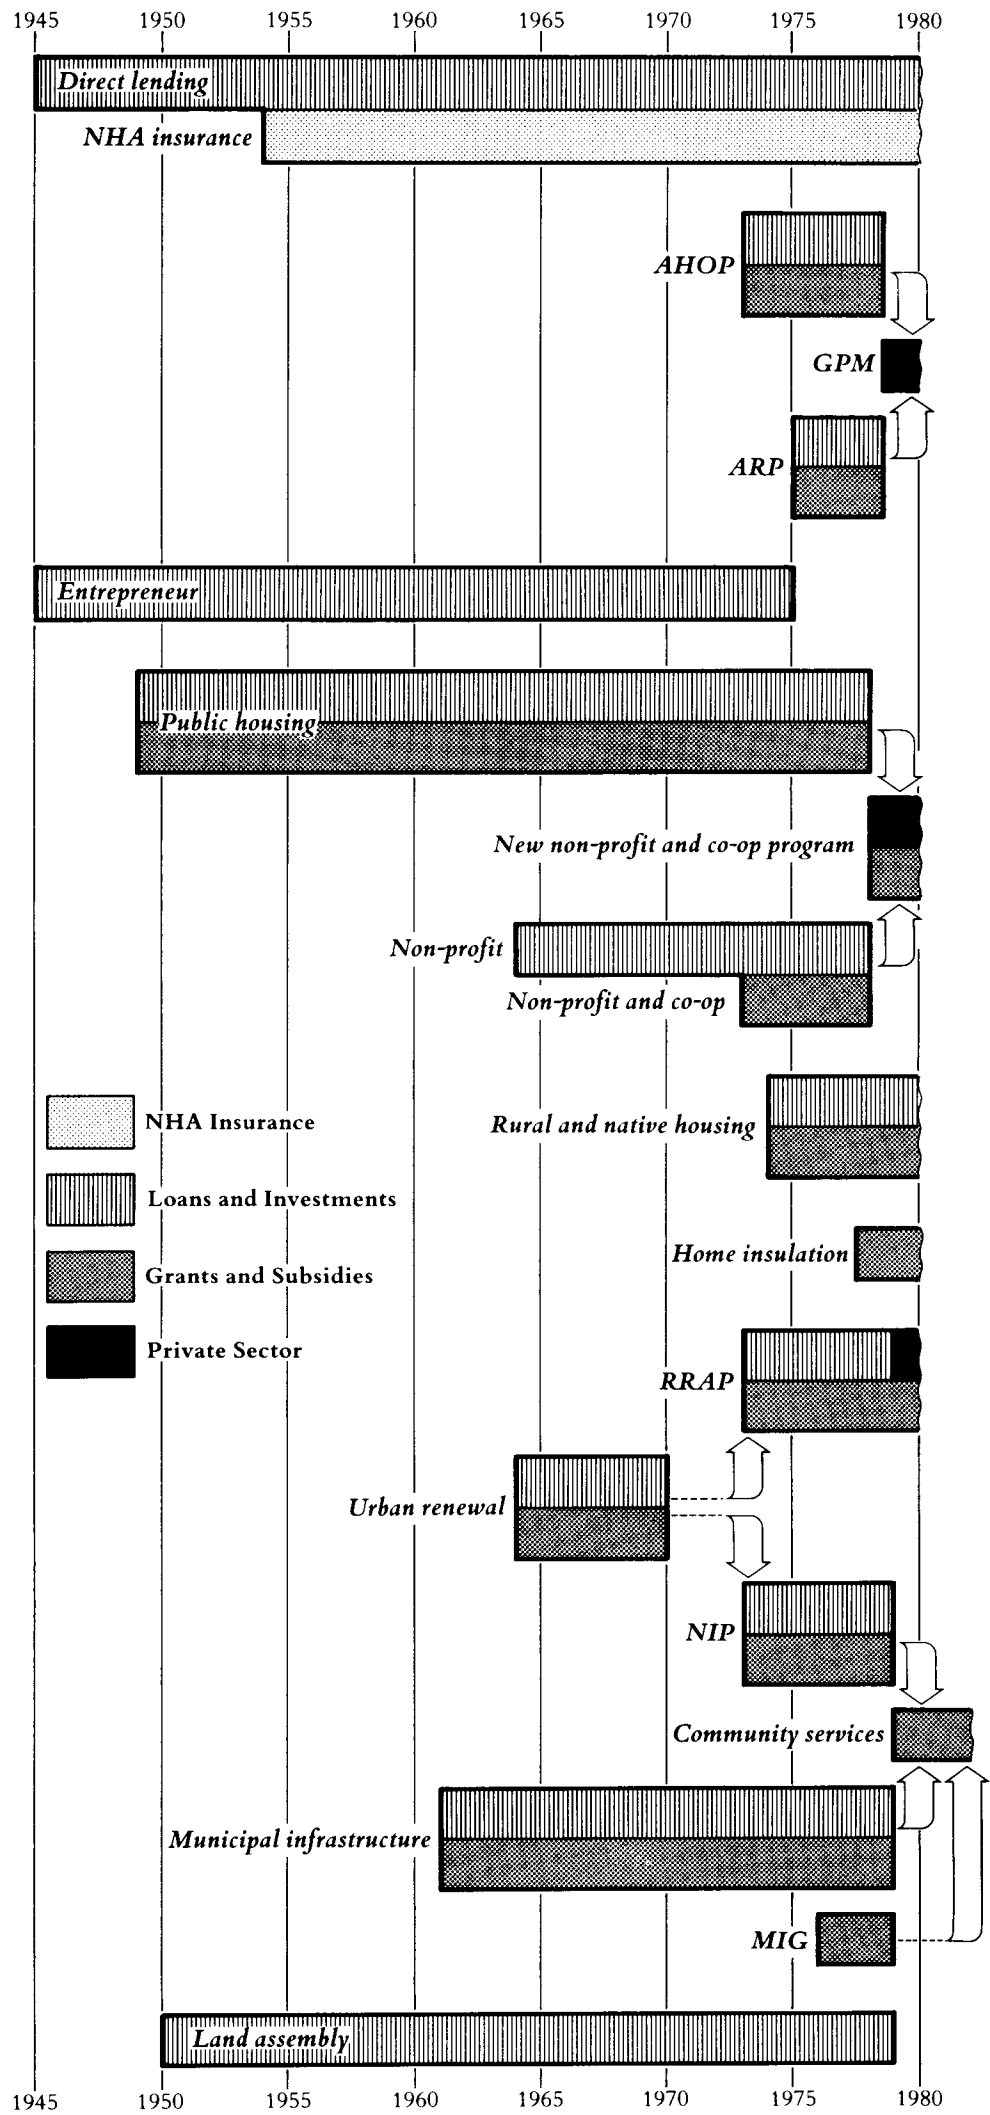 1945 1950 1955 1960 1965 1970 1975 1980
Direct lending
NHA insurance
AHOP
GPM
ARP
Entrepreneur
Public housing
New non-profit and co-op program
Non-profit
Non-profit and co-op
NHA Insurance
Rural and native housing
Loans and Investments
Home insulation
Grants and Subsidies
Private Sector
RRAP
Urban renewal
NIP
Community services
Municipal infrastructure
MIG
Land assembly
1945 1950 1955 1960 1965 1970 1975 1980